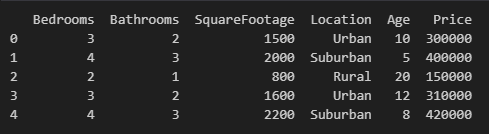 Bedrooms Bathrooms SquareFootage Location Age Price
0 3 2 1500 Urban 10 300000
1 4 3 2000 Suburban 5 400000
2 2 1 800 Rural 20 150000
3 3 2 1600 Urban 12 310000
4 4 3 2200 Suburban 8 420000